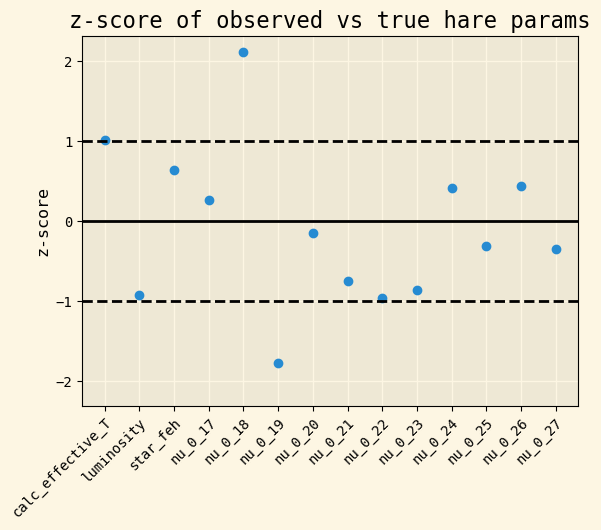 z-score of observed vs true hare params
z-score
2
1
0
−1
−2
calc_effective_T
luminosity
star_feh
nu_0_17
nu_0_18
nu_0_19
nu_0_20
nu_0_21
nu_0_22
nu_0_23
nu_0_24
nu_0_25
nu_0_26
nu_0_27